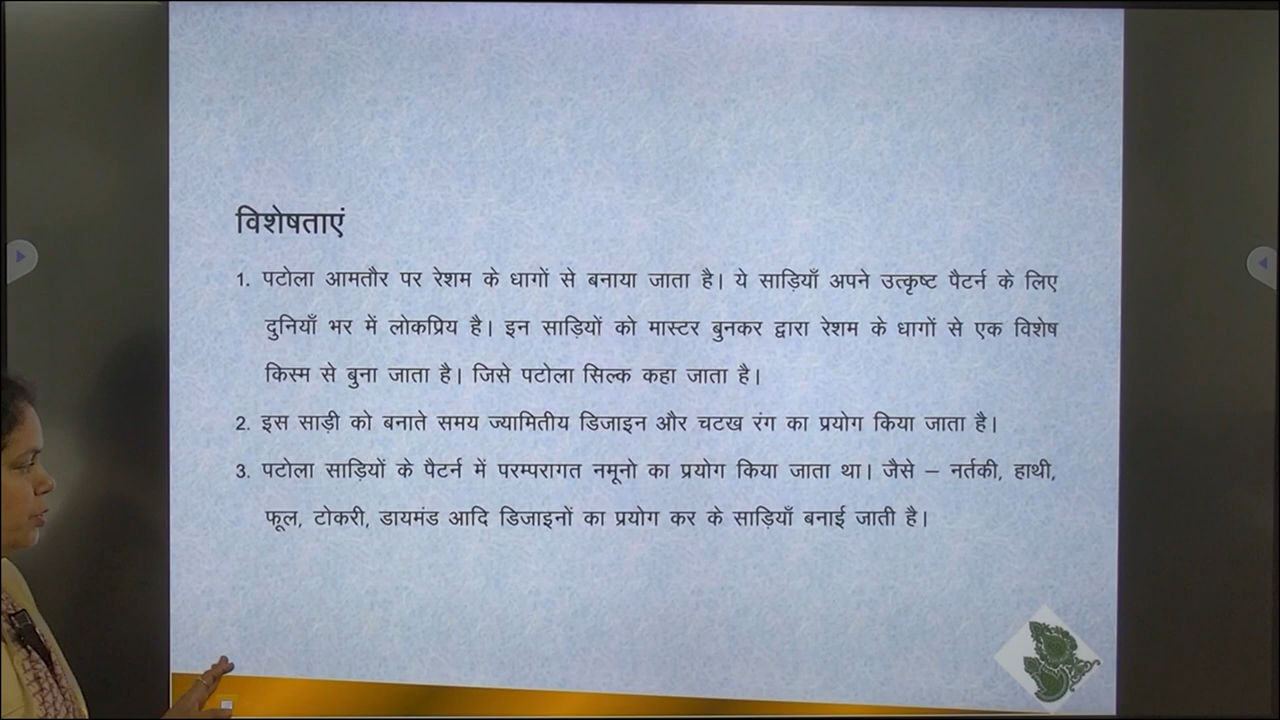 विशेषताएं
1. पटोला आमतौर पर रेशम के धागों से बनाया जाता है। ये साड़ियाँ अपने उत्कृष्ट पैटर्न के लिए
दुनियाँ भर में लोकप्रिय है। इन साड़ियों को मास्टर बुनकर द्वारा रेशम के धागों से एक विशेष
किस्म से बुना जाता है। जिसे पटोला सिल्क कहा जाता है।
2. इस साड़ी को बनाते समय ज्यामितीय डिजाइन और चटख रंग का प्रयोग किया जाता है।
3. पटोला साड़ियों के पैटर्न में परम्परागत नमूनो का प्रयोग किया जाता था। जैसे – नर्तकी, हाथी,
फूल, टोकरी, डायमंड आदि डिजाइनों का प्रयोग कर के साड़ियाँ बनाई जाती है।